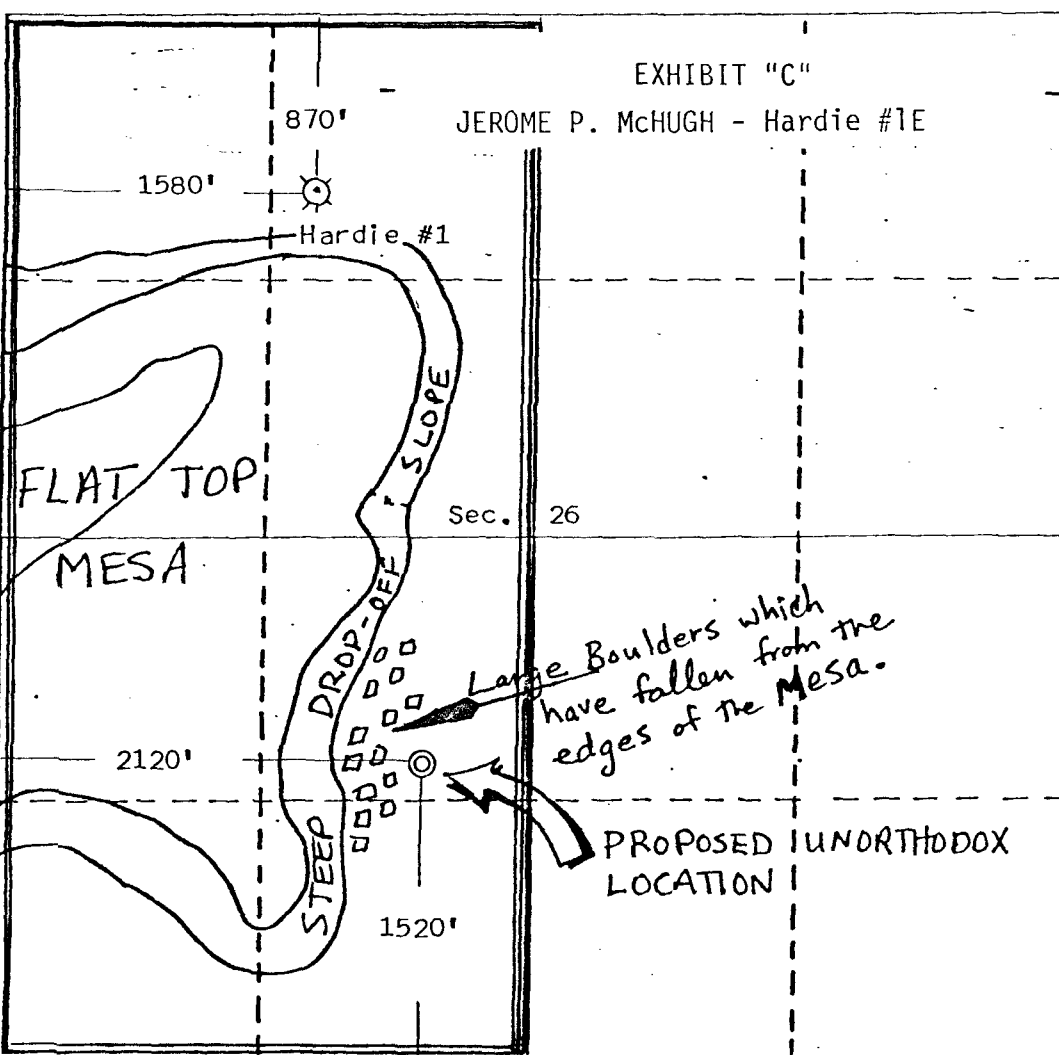 EXHIBIT "C"
JEROME P. McHUGH - Hardie #1E
870'
1580'
Hardie #1
FLAT TOP
MESA
Sec. 26
STEEP DROP-OFF & SLOPE
Large Boulders which
have fallen from the
edges of the Mesa.
2120'
PROPOSED UNORTHODOX
LOCATION
1520'